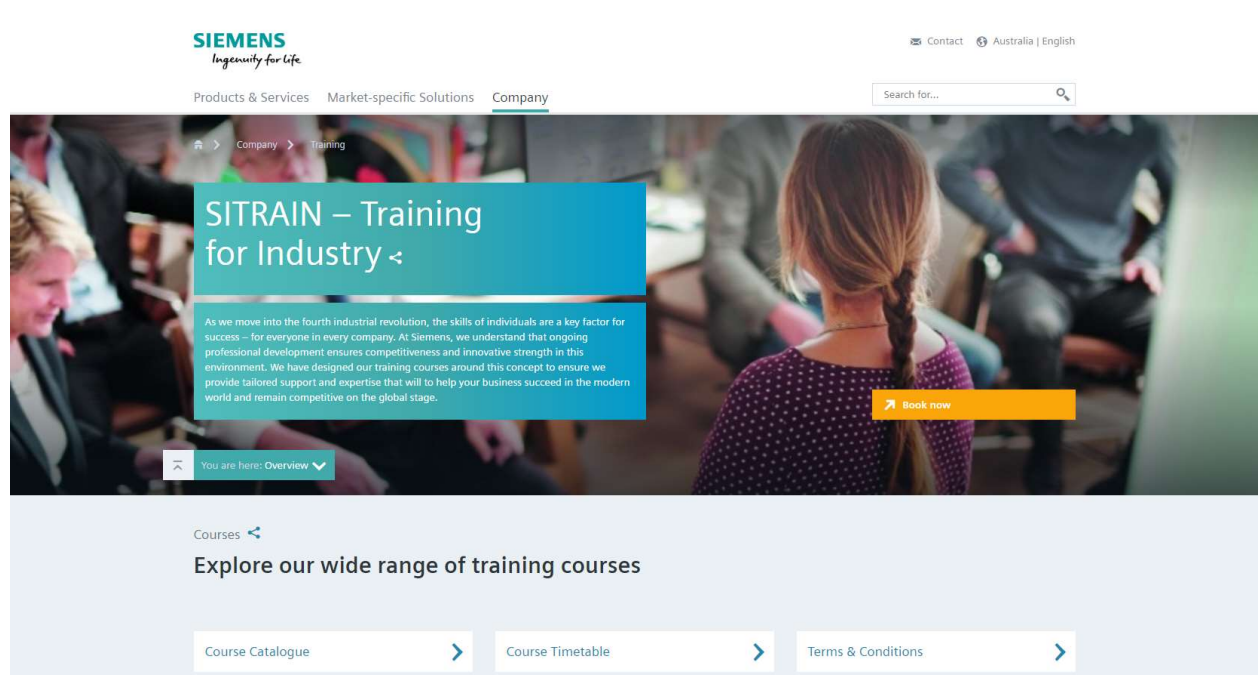 SIEMENS
Ingenuity for life
Contact
Australia | English
Products & Services
Market-specific Solutions
Company
Search for...
Company
Training
SITRAIN – Training
for Industry
As we move into the fourth industrial revolution, the skills of individuals are a key factor for
success – for everyone in every company. At Siemens, we understand that ongoing
professional development ensures competitiveness and innovative strength in this
environment. We have designed our training courses around this concept to ensure we
provide tailored support and expertise that will to help your business succeed in the modern
world and remain competitive on the global stage.
Book now
You are here: Overview
Courses
Explore our wide range of training courses
Course Catalogue
Course Timetable
Terms & Conditions